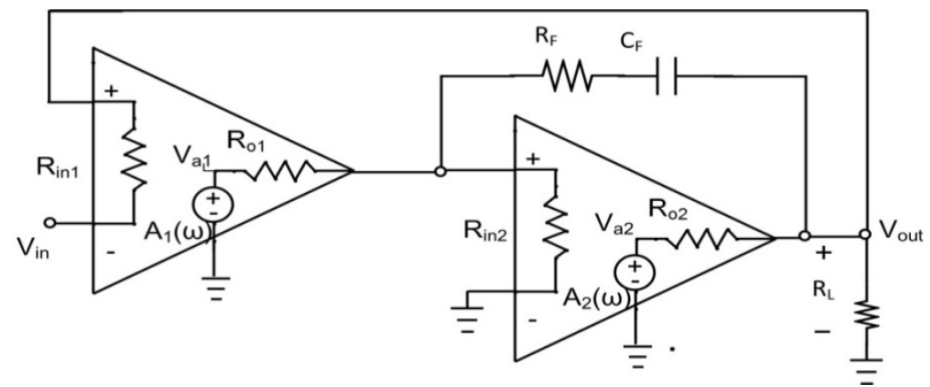 R_F C_F
+
R_in1
V_a1 R_o1
+
-
A_1(ω)
V_in
-
+
R_in2
V_a2 R_o2
+
-
A_2(ω)
-
V_out
+
R_L
-
.